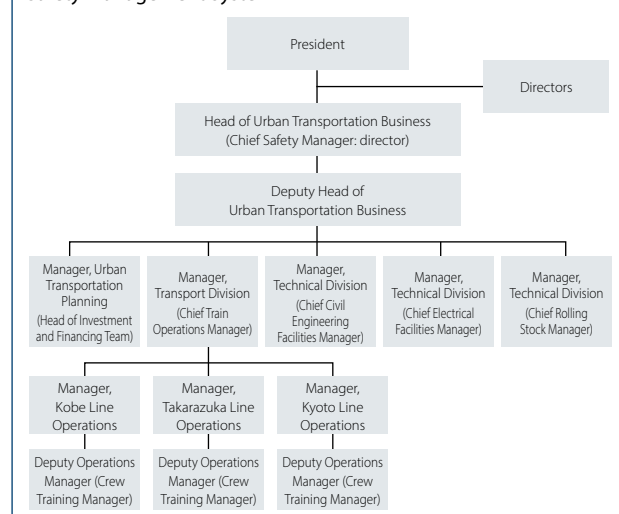 President
Directors
Head of Urban Transportation Business
(Chief Safety Manager: director)
Deputy Head of
Urban Transportation Business
Manager, Urban
Transportation
Planning
(Head of Investment
and Financing Team)
Manager,
Transport Division
(Chief Train
Operations Manager)
Manager,
Technical Division
(Chief Civil
Engineering
Facilities Manager)
Manager,
Technical Division
(Chief Electrical
Facilities Manager)
Manager,
Technical Division
(Chief Rolling
Stock Manager)
Manager,
Kobe Line
Operations
Manager,
Takarazuka Line
Operations
Manager,
Kyoto Line
Operations
Deputy Operations
Manager (Crew
Training Manager)
Deputy Operations
Manager (Crew
Training Manager)
Deputy Operations
Manager (Crew
Training Manager)